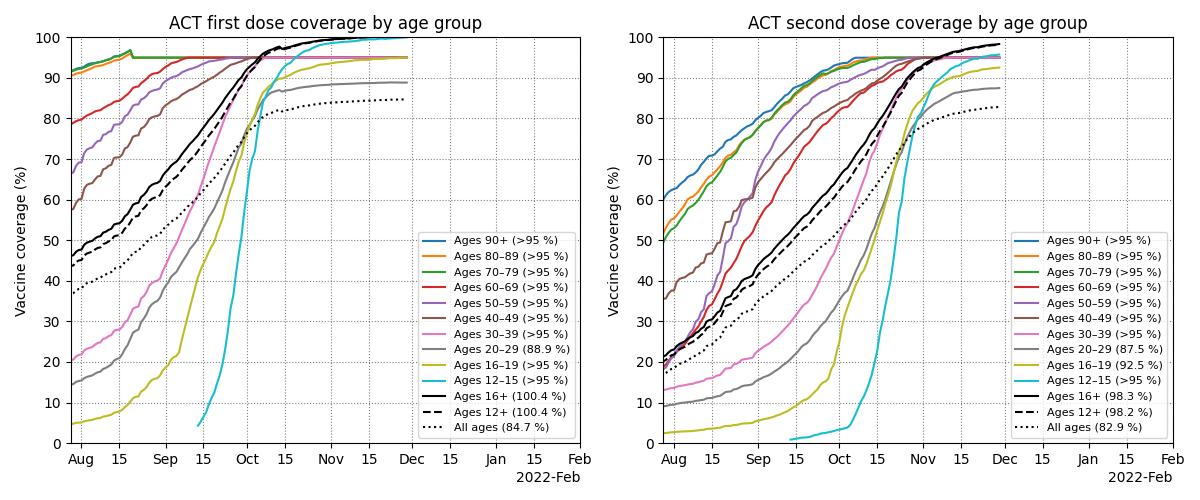 ACT first dose coverage by age group
Vaccine coverage (%)
100
90
80
70
60
50
40
30
20
10
0
Aug 15 Sep 15 Oct 15 Nov 15 Dec 15 Jan 15 Feb
2022-Feb
Ages 90+ (>95 %)
Ages 80–89 (>95 %)
Ages 70–79 (>95 %)
Ages 60–69 (>95 %)
Ages 50–59 (>95 %)
Ages 40–49 (>95 %)
Ages 30–39 (>95 %)
Ages 20–29 (88.9 %)
Ages 16–19 (>95 %)
Ages 12–15 (>95 %)
Ages 16+ (100.4 %)
Ages 12+ (100.4 %)
All ages (84.7 %)
ACT second dose coverage by age group
Vaccine coverage (%)
100
90
80
70
60
50
40
30
20
10
0
Aug 15 Sep 15 Oct 15 Nov 15 Dec 15 Jan 15 Feb
2022-Feb
Ages 90+ (>95 %)
Ages 80–89 (>95 %)
Ages 70–79 (>95 %)
Ages 60–69 (>95 %)
Ages 50–59 (>95 %)
Ages 40–49 (>95 %)
Ages 30–39 (>95 %)
Ages 20–29 (87.5 %)
Ages 16–19 (92.5 %)
Ages 12–15 (>95 %)
Ages 16+ (98.3 %)
Ages 12+ (98.2 %)
All ages (82.9 %)